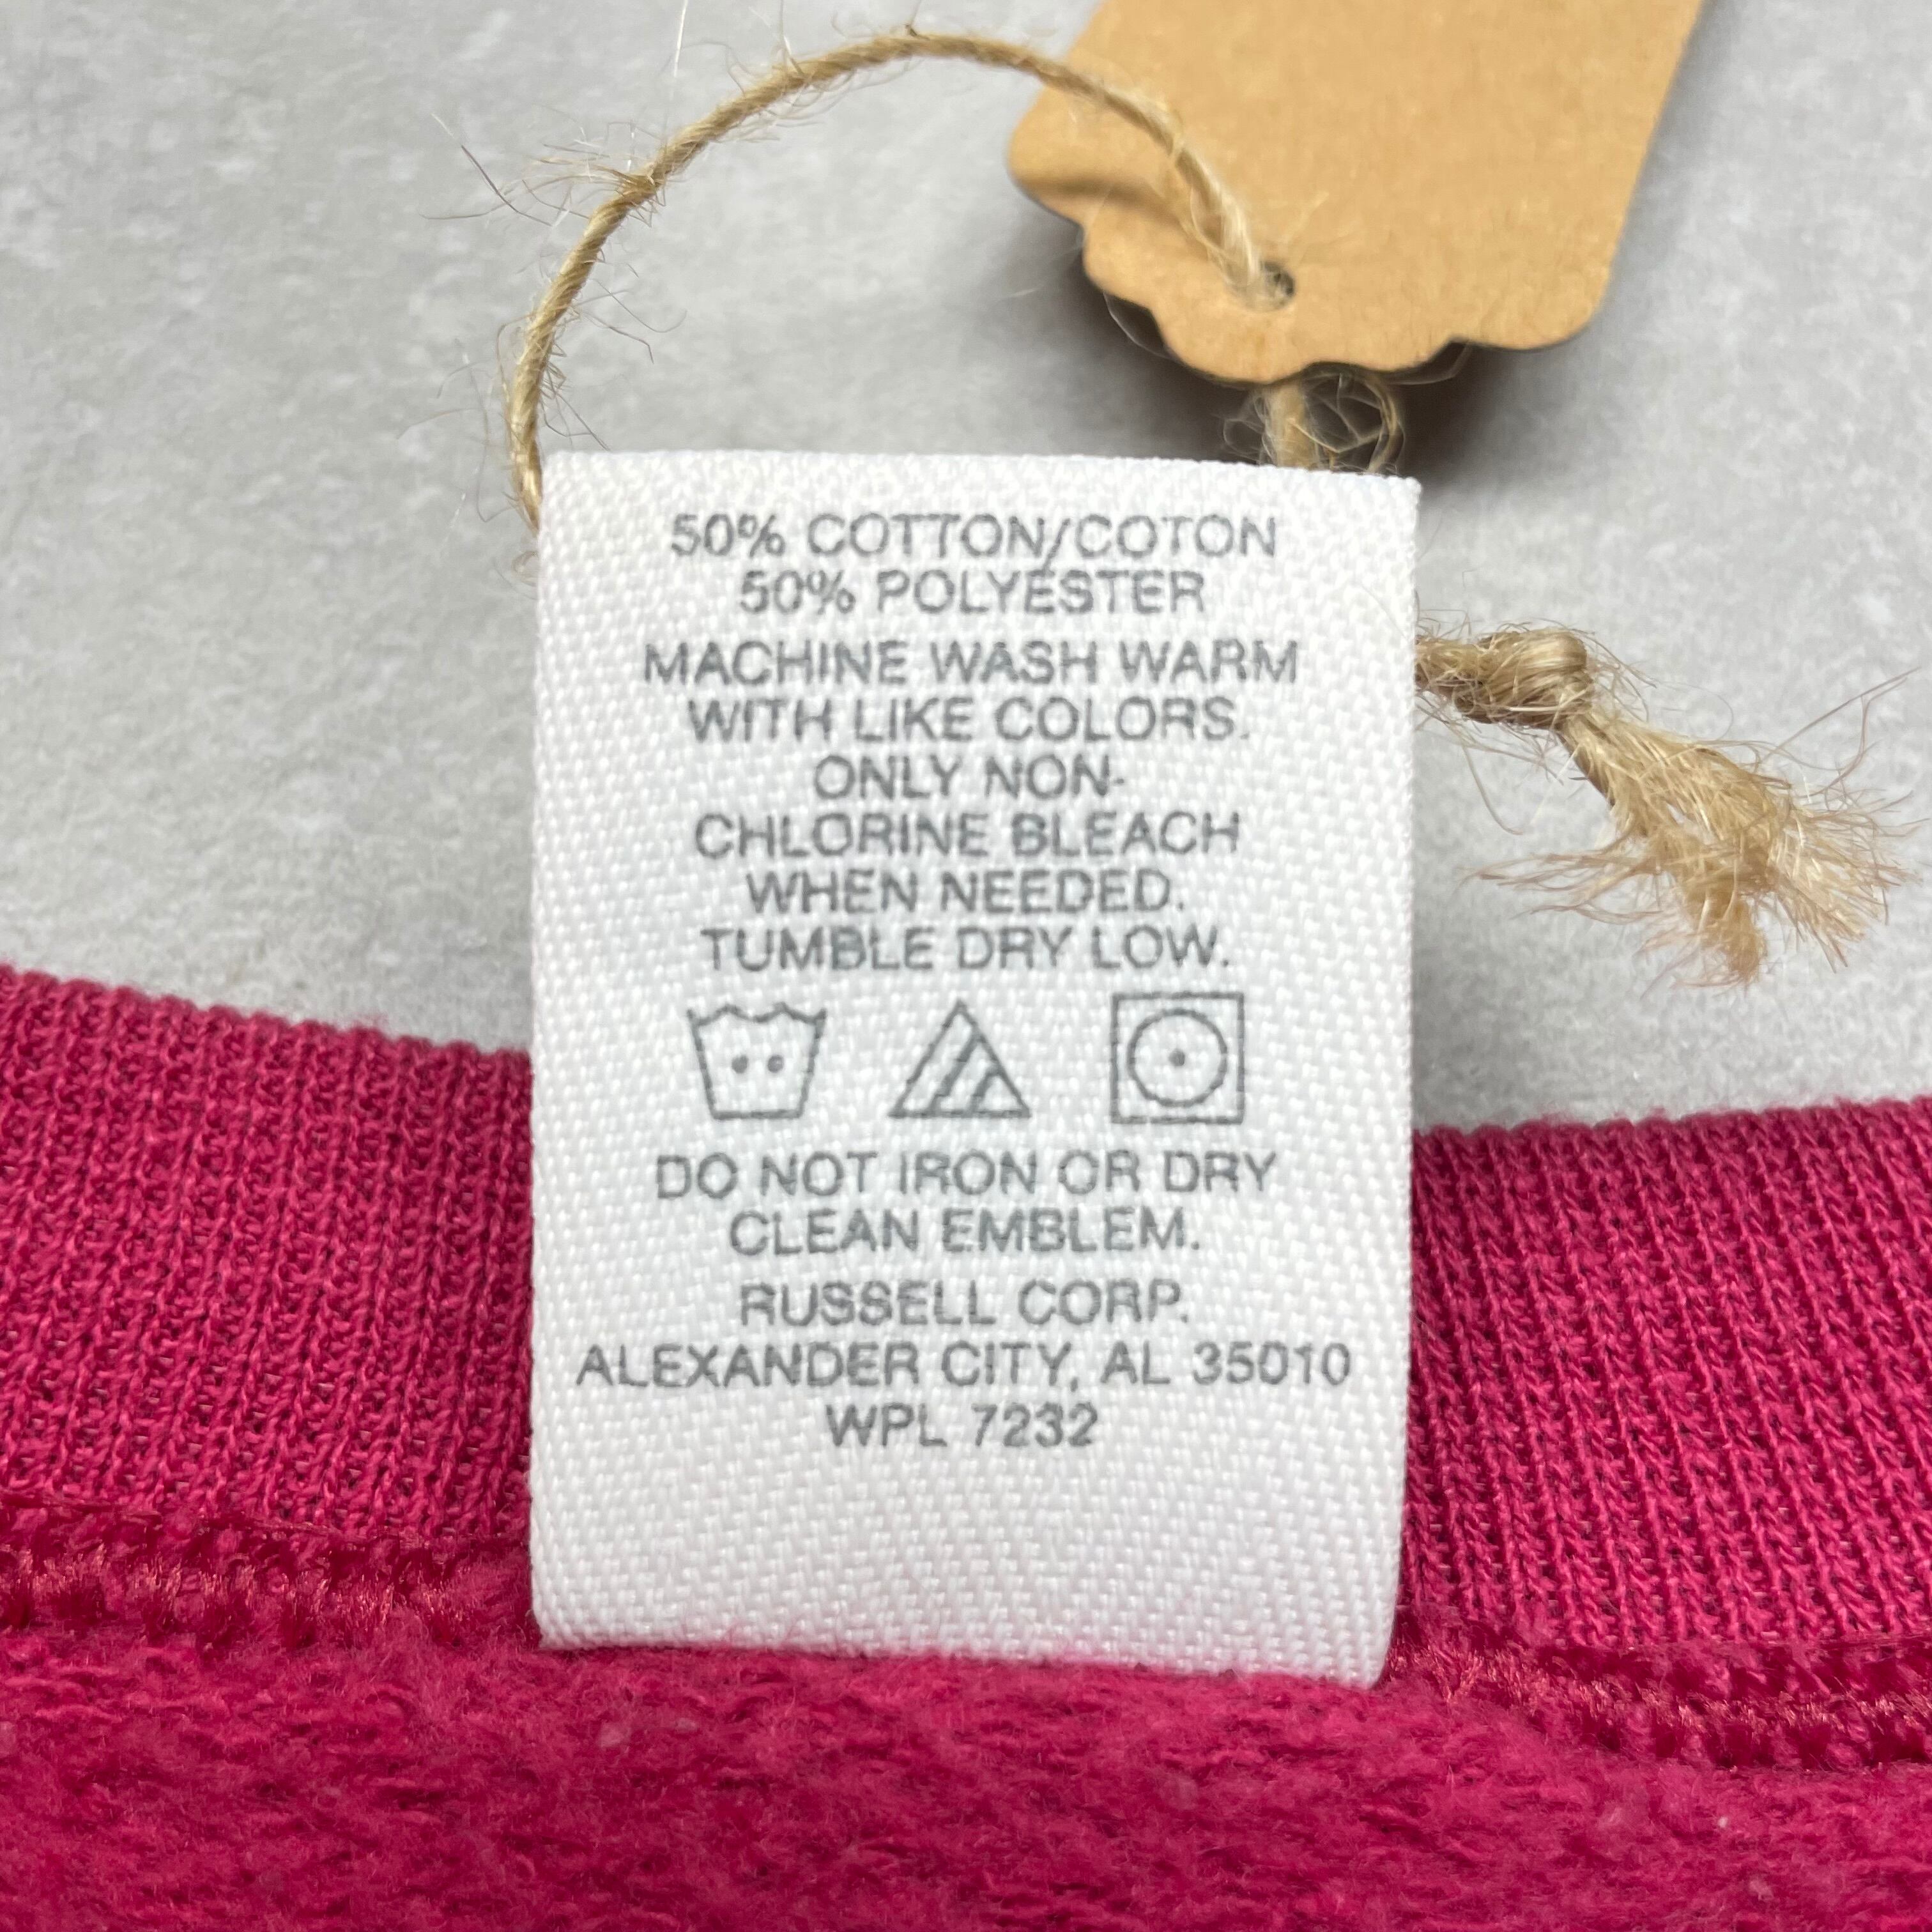 50% COTTON/COTON
50% POLYESTER
MACHINE WASH WARM
WITH LIKE COLORS.
ONLY NON-
CHLORINE BLEACH
WHEN NEEDED.
TUMBLE DRY LOW.
DO NOT IRON OR DRY
CLEAN EMBLEM.
RUSSELL CORP.
ALEXANDER CITY, AL 35010
WPL 7232